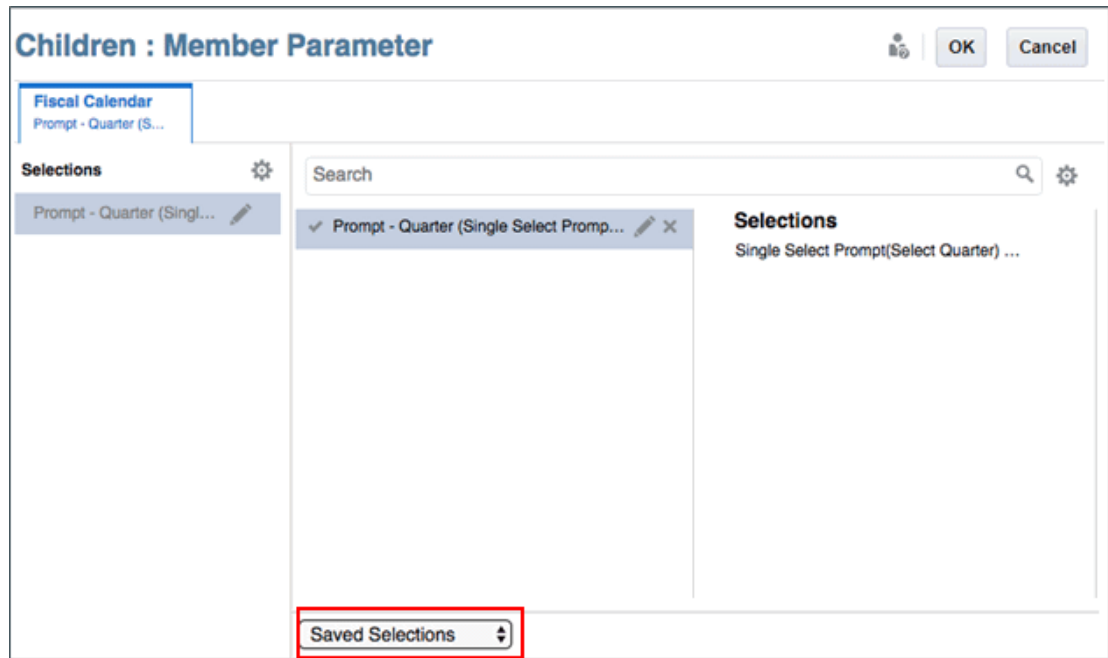 Children : Member Parameter
OK
Cancel
Fiscal Calendar
Prompt - Quarter (S...
Selections
Search
Prompt - Quarter (Singl...
Prompt - Quarter (Single Select Promp...
Selections
Single Select Prompt(Select Quarter) ...
Saved Selections